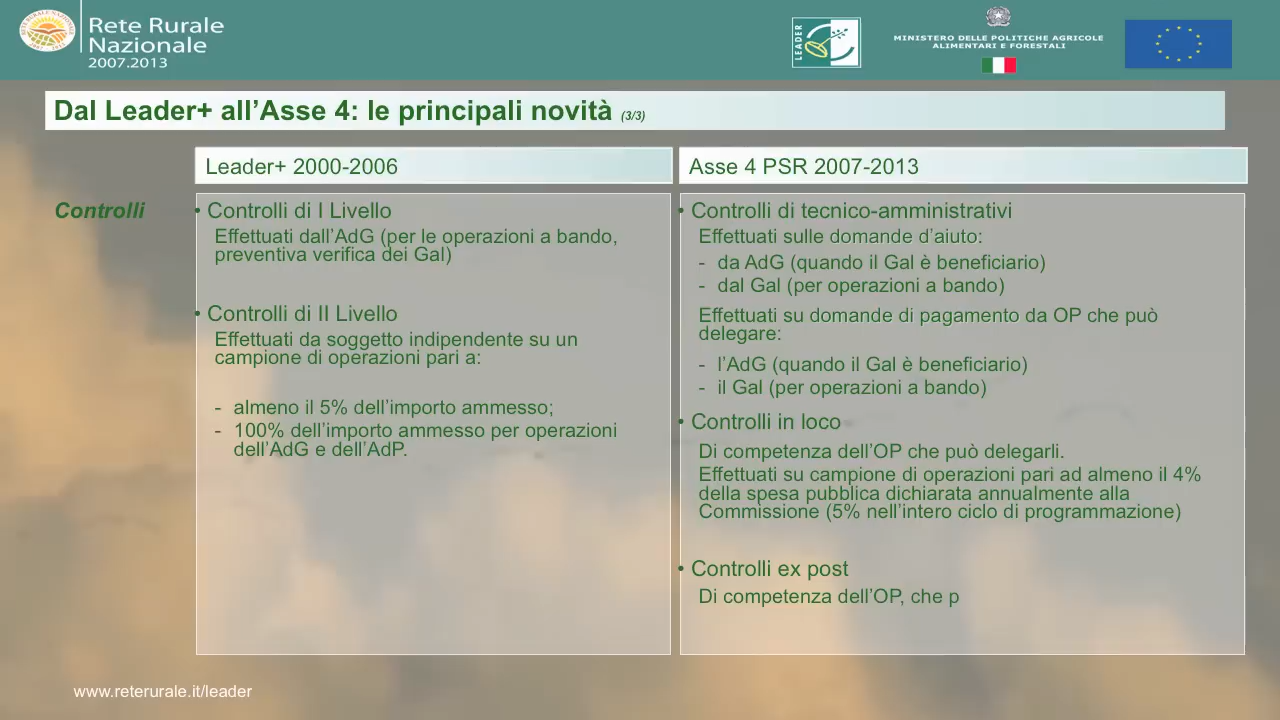 Rete Rurale
Nazionale
2007.2013
LEADER
MINISTERO DELLE POLITICHE AGRICOLE
ALIMENTARI E FORESTALI
Dal Leader+ all’Asse 4: le principali novità (3/3)
Leader+ 2000-2006
Asse 4 PSR 2007-2013
Controlli
• Controlli di I Livello
Effettuati dall’AdG (per le operazioni a bando,
preventiva verifica dei Gal)
• Controlli di II Livello
Effettuati da soggetto indipendente su un
campione di operazioni pari a:
- almeno il 5% dell’importo ammesso;
- 100% dell’importo ammesso per operazioni
dell’AdG e dell’AdP.
• Controlli di tecnico-amministrativi
Effettuati sulle domande d’aiuto:
- da AdG (quando il Gal è beneficiario)
- dal Gal (per operazioni a bando)
Effettuati su domande di pagamento da OP che può
delegare:
- l’AdG (quando il Gal è beneficiario)
- il Gal (per operazioni a bando)
• Controlli in loco
Di competenza dell’OP che può delegarli.
Effettuati su campione di operazioni pari ad almeno il 4%
della spesa pubblica dichiarata annualmente alla
Commissione (5% nell’intero ciclo di programmazione)
• Controlli ex post
Di competenza dell’OP, che p
www.reterurale.it/leader